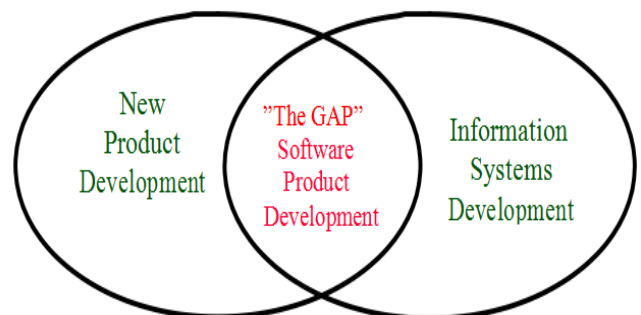 New
Product
Development
”The GAP”
Software
Product
Development
Information
Systems
Development